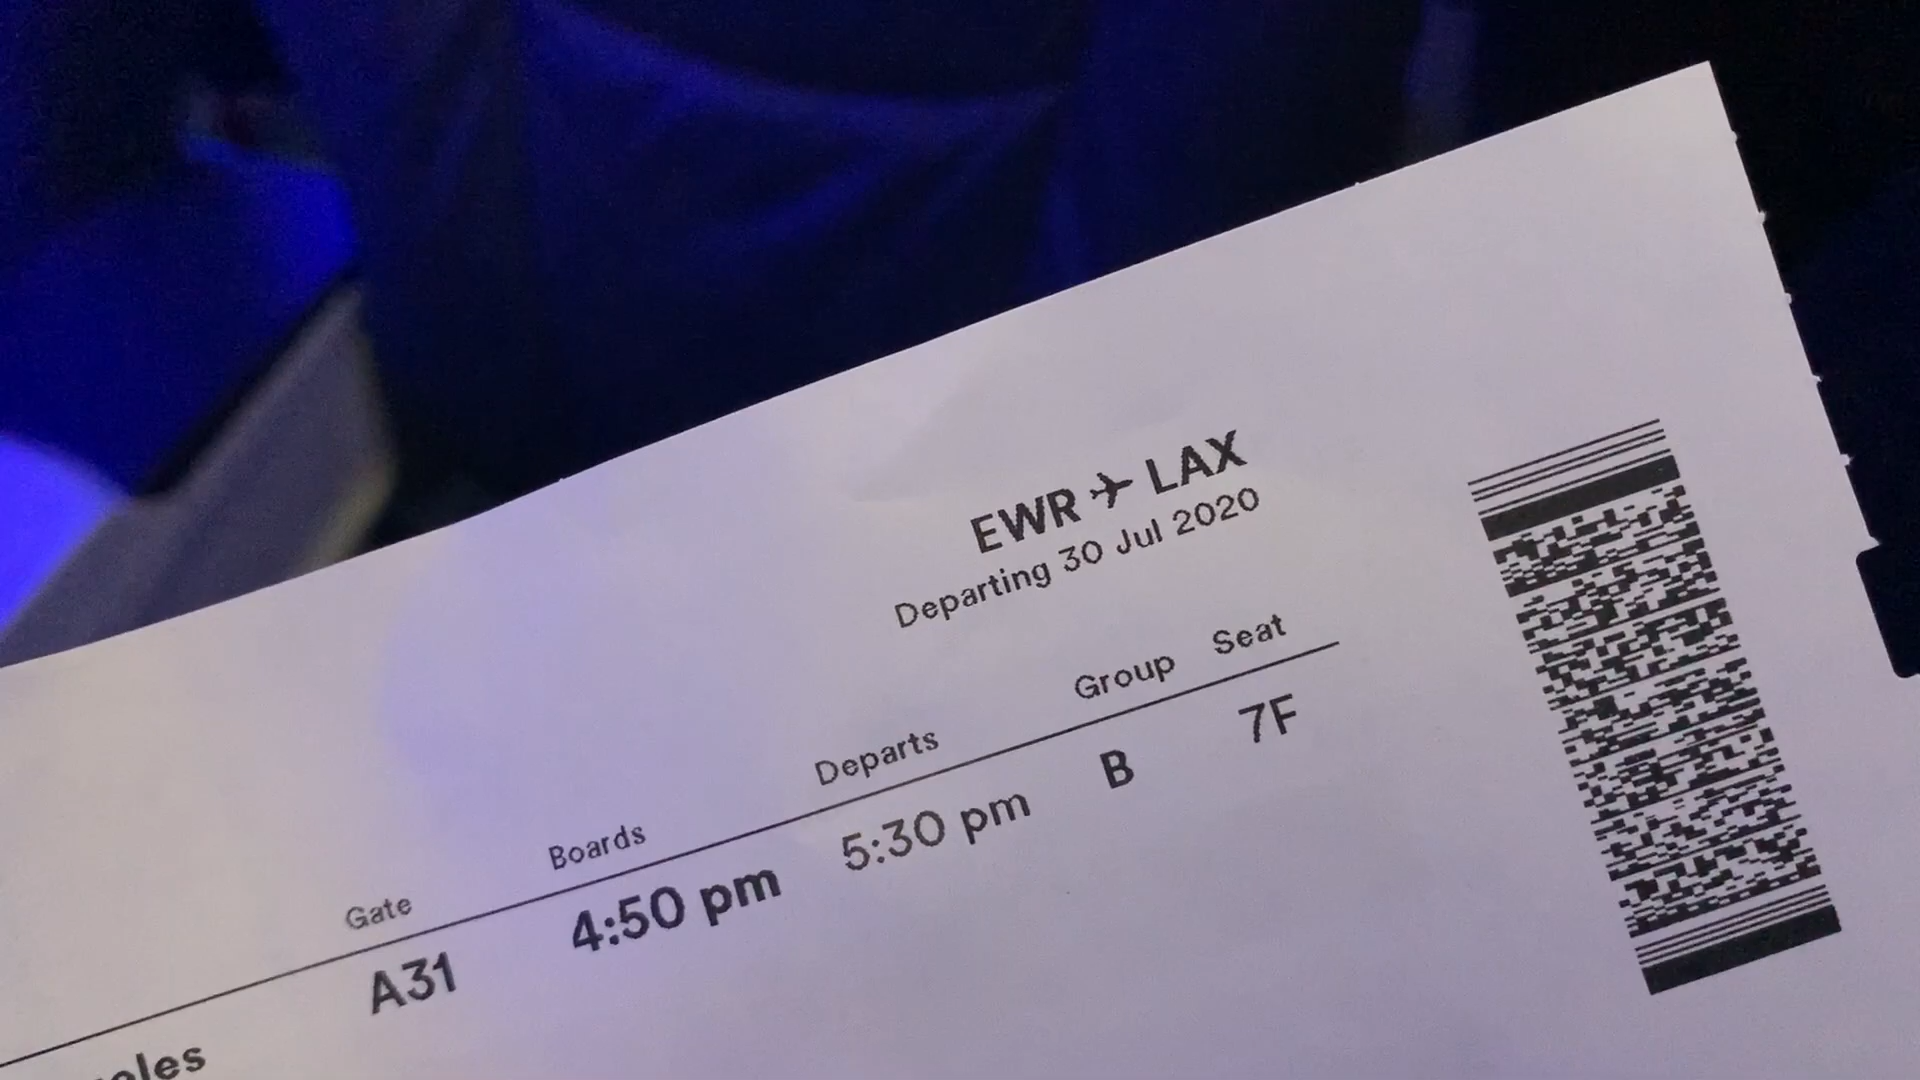 EWR ✈ LAX
Departing 30 Jul 2020
Gate Boards Departs Group Seat
A31 4:50 pm 5:30 pm B 7F